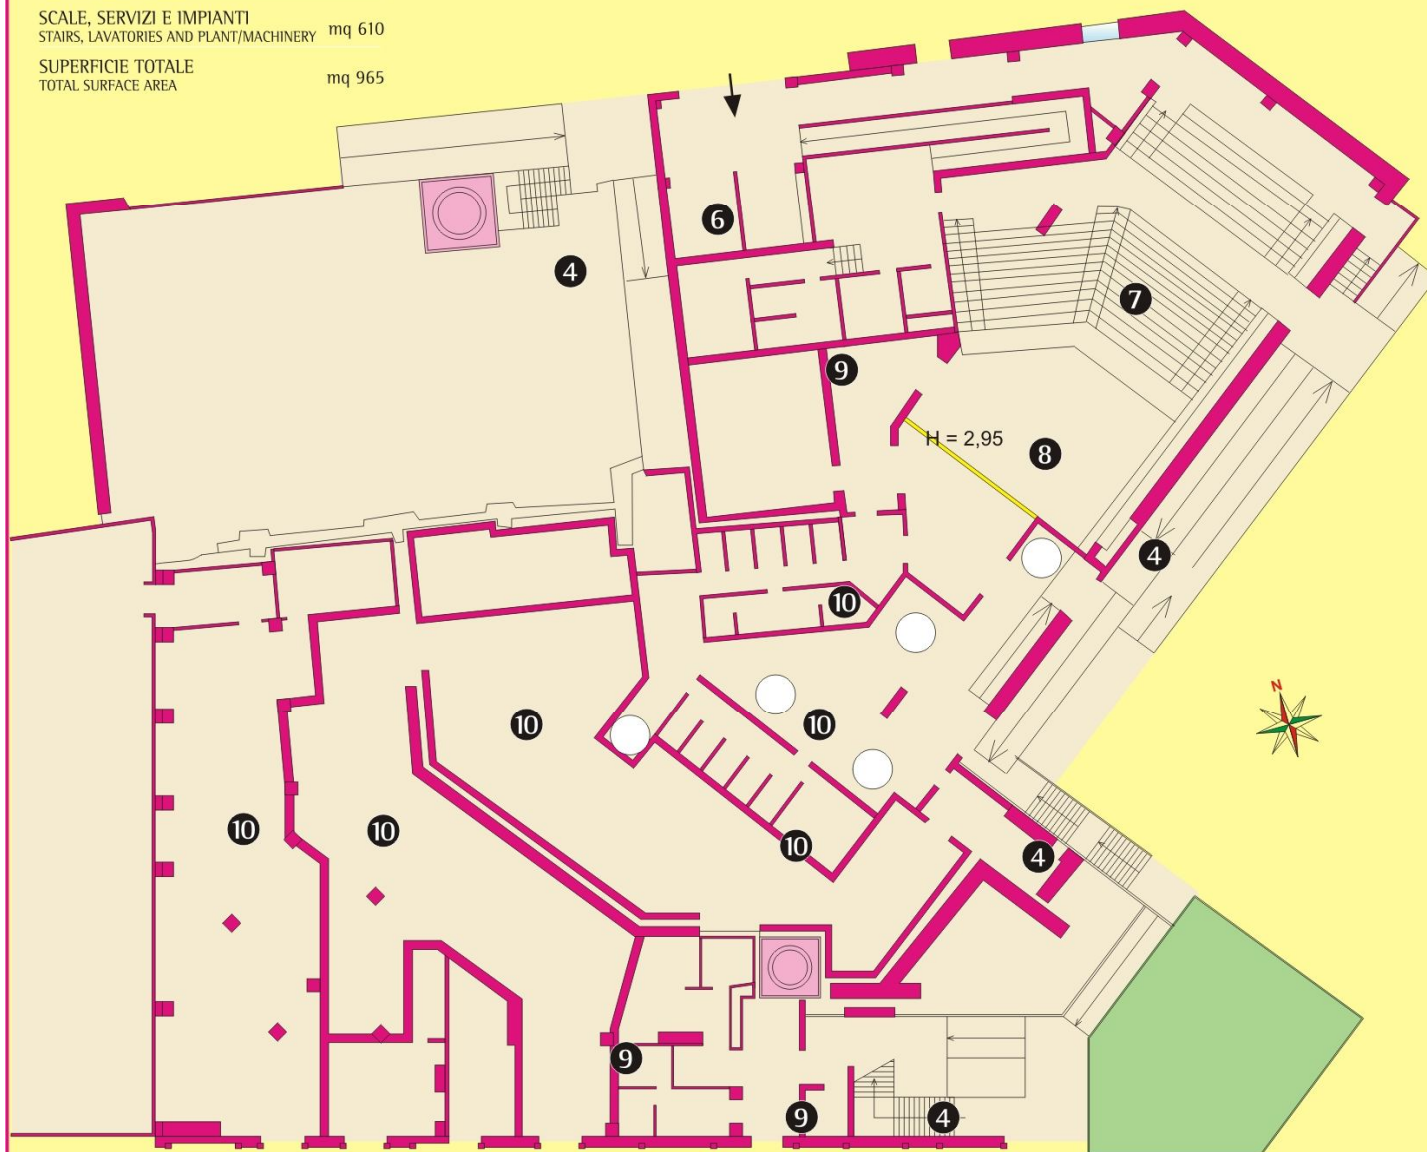 SCALE, SERVIZI E IMPIANTI
STAIRS, LAVATORIES AND PLANT/MACHINERY mq 610
SUPERFICIE TOTALE
TOTAL SURFACE AREA mq 965
6
4
7
9
H = 2,95
8
4
10
10
10
N
10
10
10
4
9
9
4